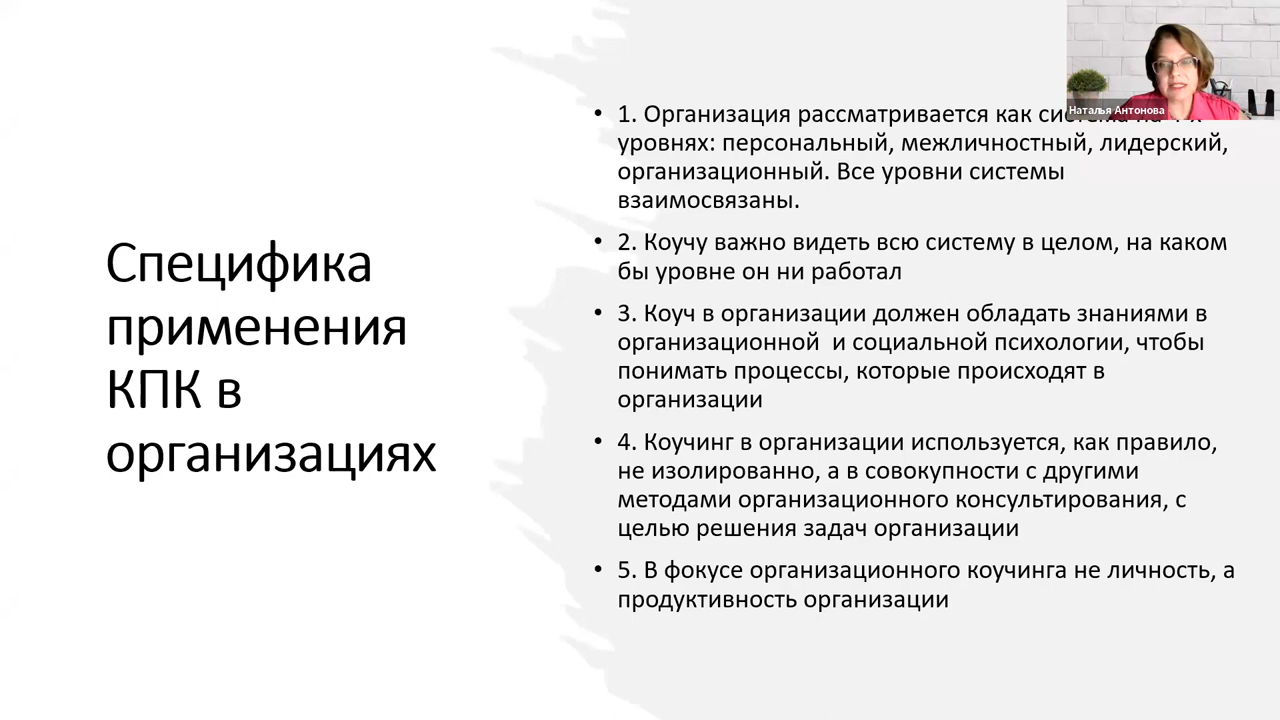 Наталья Антонова
Специфика
применения
КПК в
организациях
• 1. Организация рассматривается как
уровнях: персональный, межличностный, лидерский,
организационный. Все уровни системы
взаимосвязаны.
• 2. Коучу важно видеть всю систему в целом, на каком
бы уровне он ни работал
• 3. Коуч в организации должен обладать знаниями в
организационной и социальной психологии, чтобы
понимать процессы, которые происходят в
организации
• 4. Коучинг в организации используется, как правило,
не изолированно, а в совокупности с другими
методами организационного консультирования, с
целью решения задач организации
• 5. В фокусе организационного коучинга не личность, а
продуктивность организации